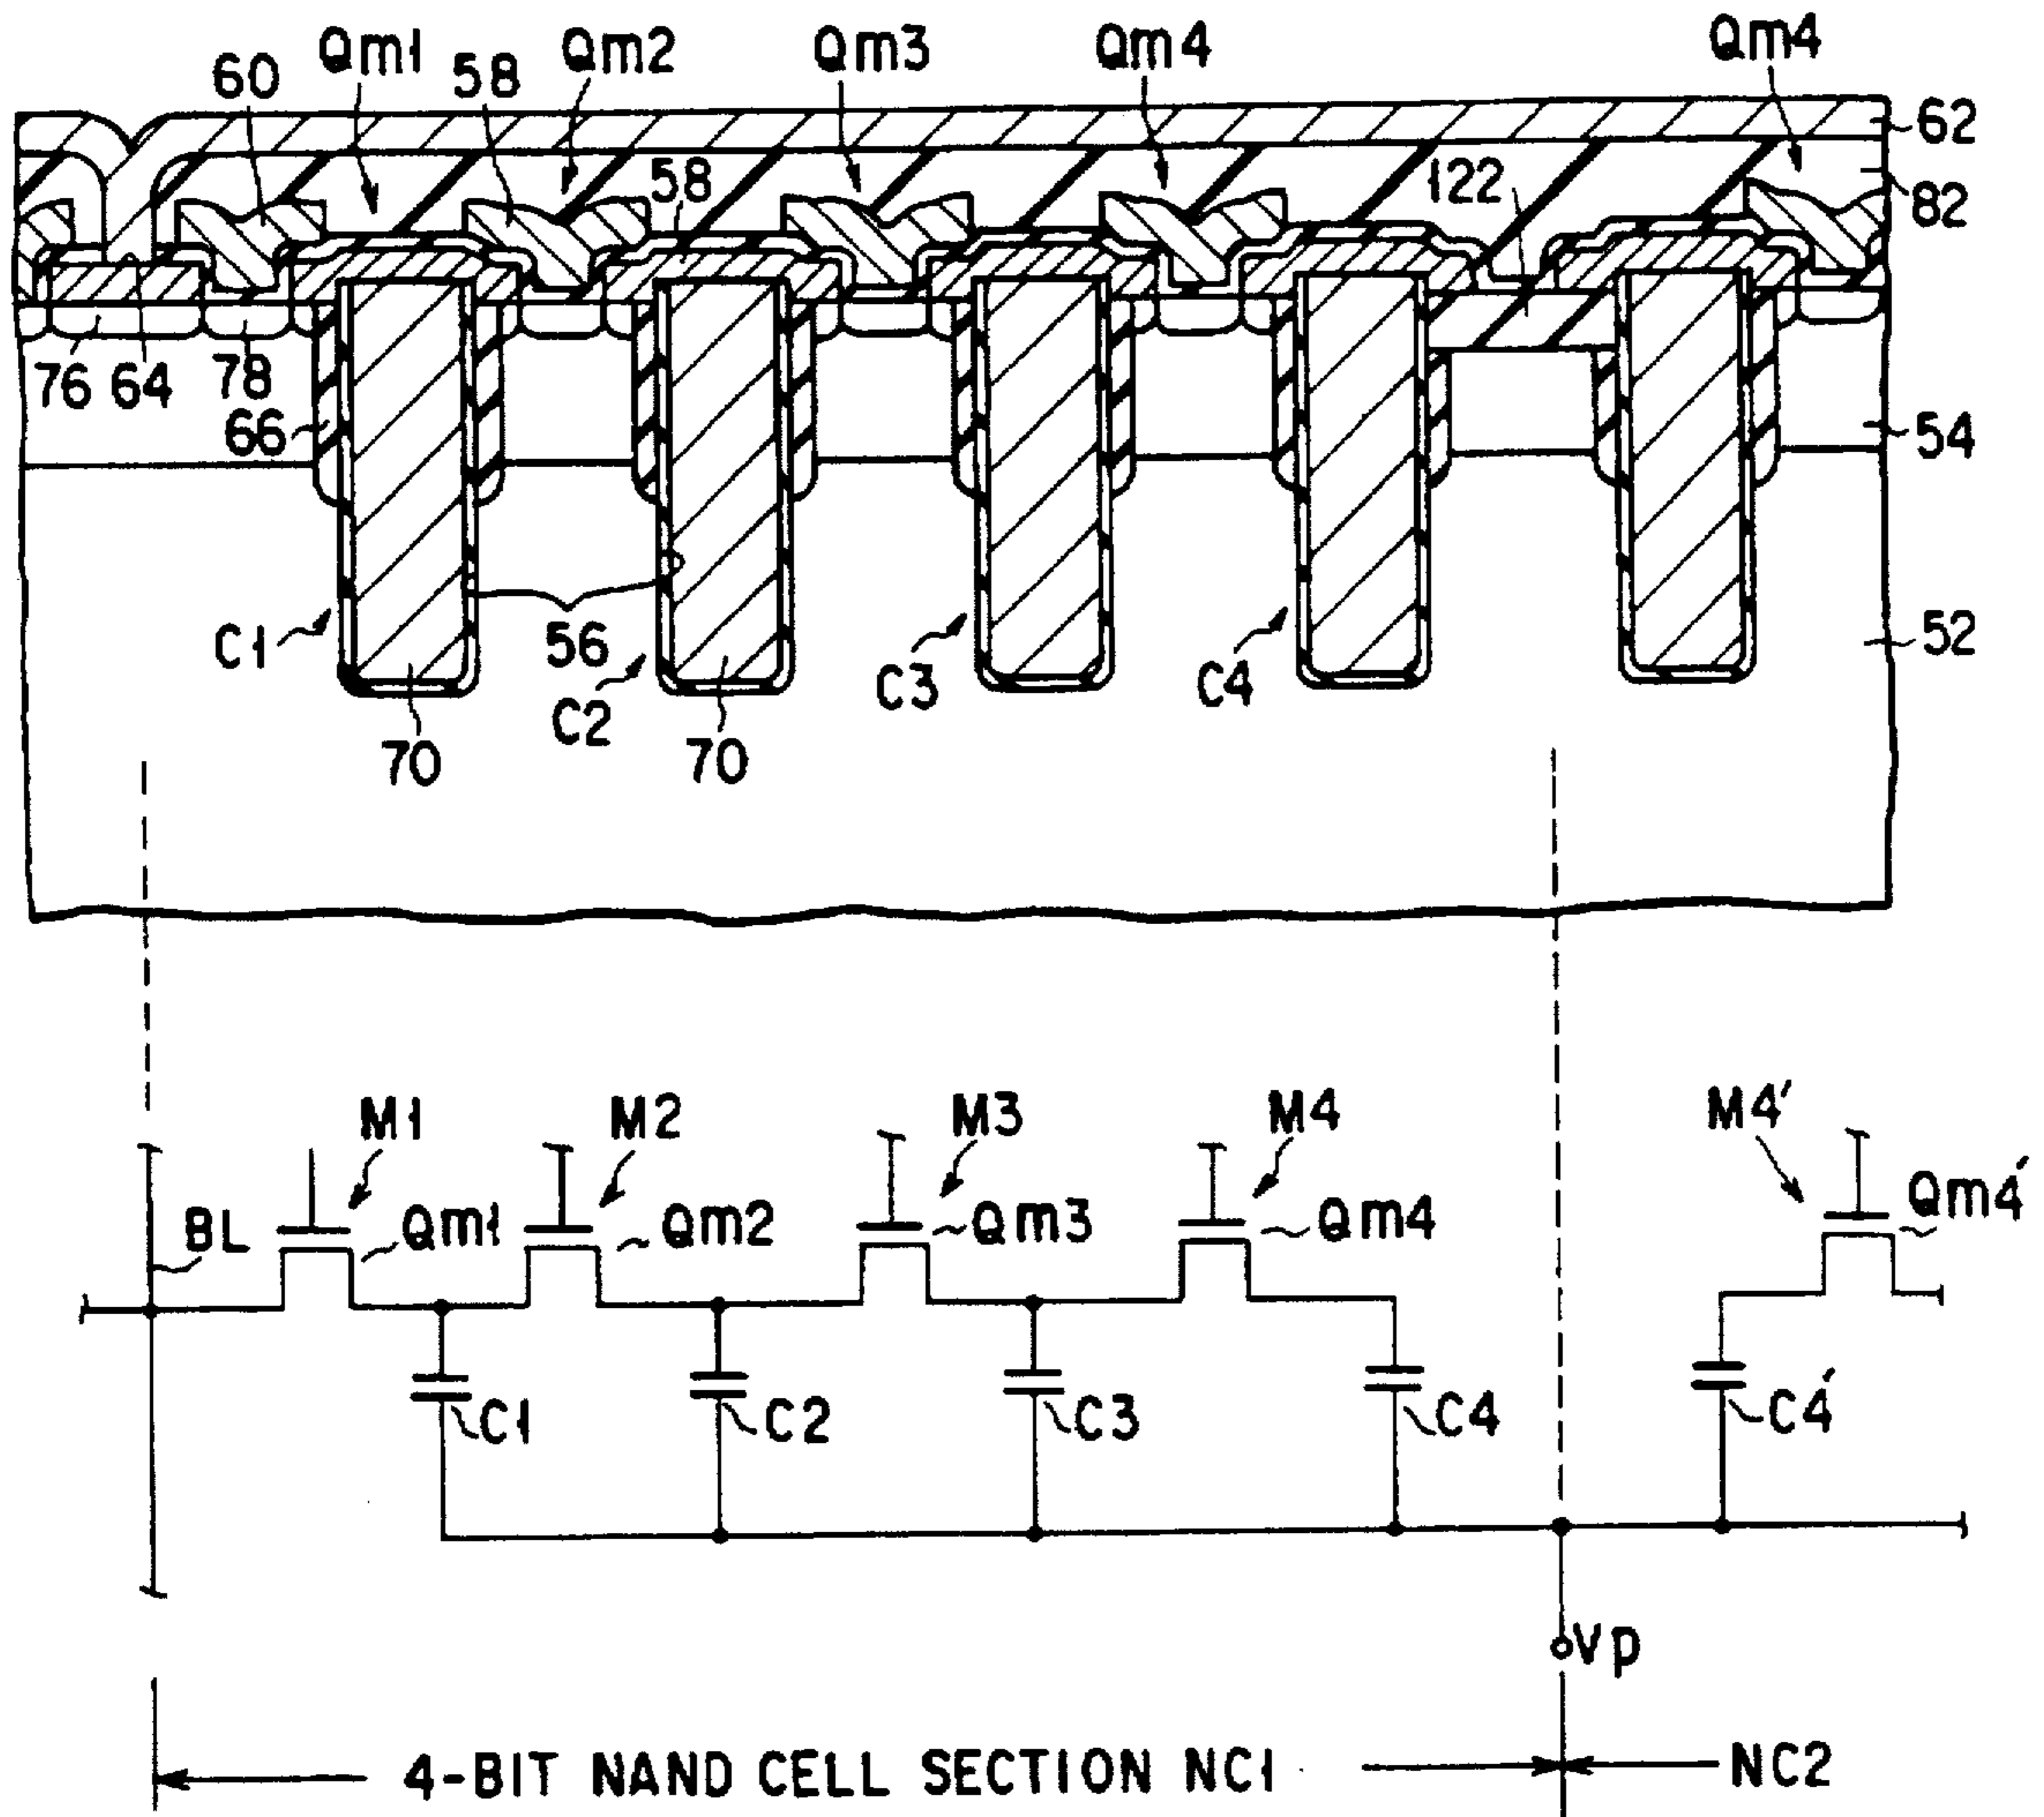 Qm1
Qm2
Qm3
Qm4
Qm4
60
58
62
58
122
82
76
64
78
66
54
C1
56
C2
C3
C4
52
70
70
M1
M2
M3
M4
M4'
BL
Qm1
Qm2
Qm3
Qm4
Qm4'
C1
C2
C3
C4
C4'
Vp
4-BIT NAND CELL SECTION NC1
NC2